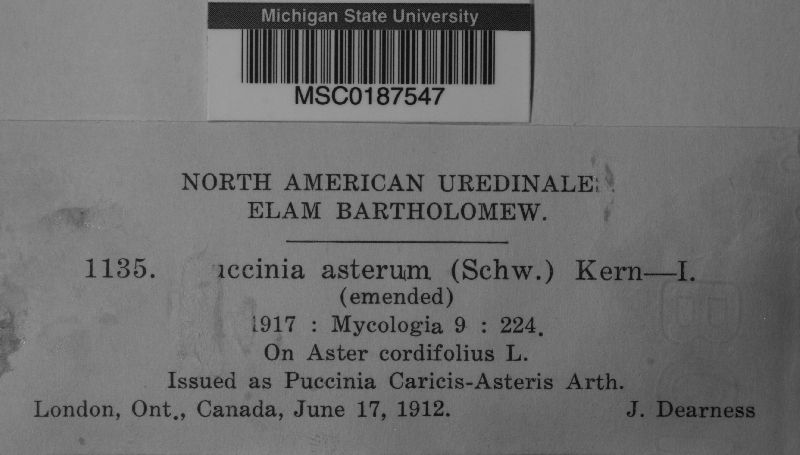 Michigan State University
MSC0187547
NORTH AMERICAN UREDINALE
ELAM BARTHOLOMEW.
1135. uccinia asterum (Schw.) Kern—I.
(emended)
1917 : Mycologia 9 : 224.
On Aster cordifolius L.
Issued as Puccinia Caricis-Asteris Arth.
London, Ont., Canada, June 17, 1912. J. Dearness